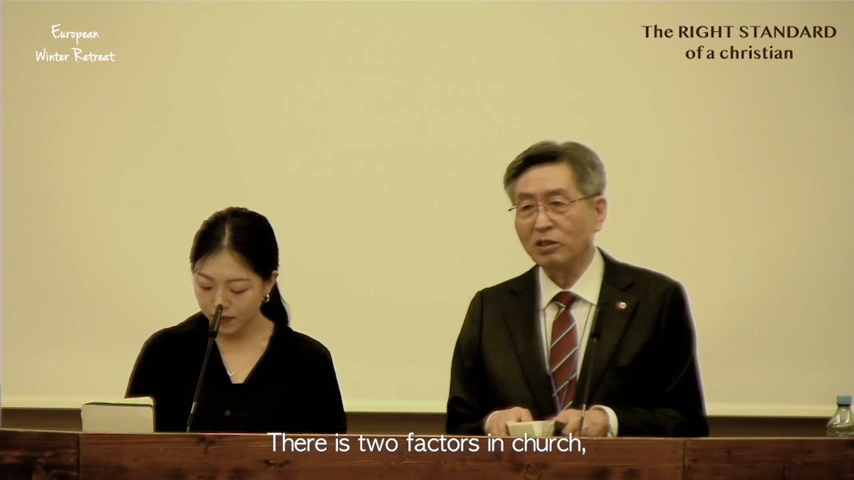 European
Winter Retreat
The RIGHT STANDARD
of a christian
There is two factors in church,